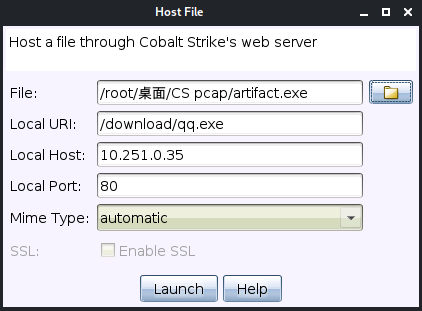 Host File
Host a file through Cobalt Strike's web server
File: /root/桌面/CS pcap/artifact.exe
Local URI: /download/qq.exe
Local Host: 10.251.0.35
Local Port: 80
Mime Type: automatic
SSL: Enable SSL
Launch Help